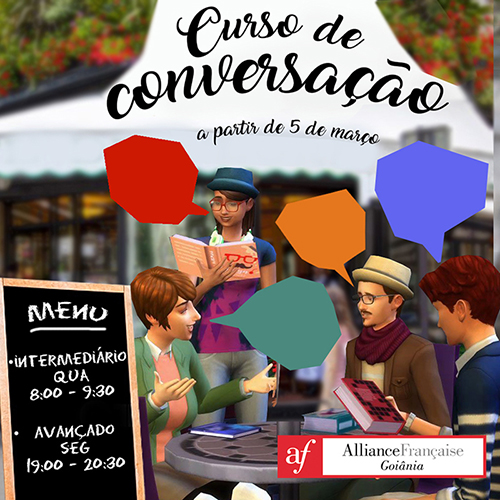 Curso de
conversação
a partir de 5 de março
MENU
• INTERMEDIÁRIO
QUA
8:00 - 9:30
• AVANÇADO
SEG
19:00 - 20:30
af
AllianceFrançaise
Goiânia